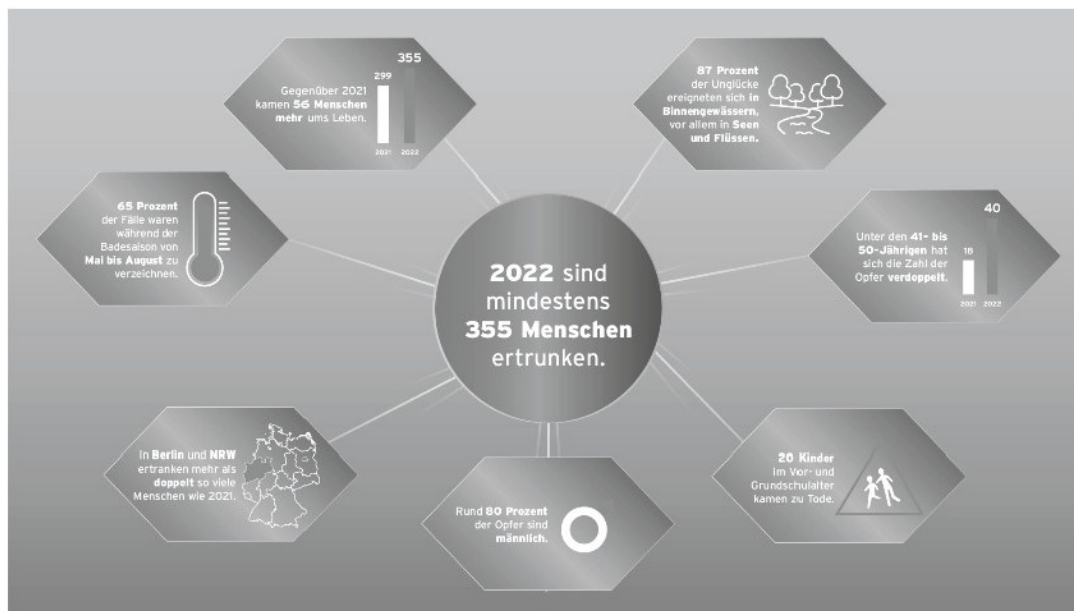 Gegenüber 2021
kamen 56 Menschen
mehr ums Leben.
299
355
2021
2022
87 Prozent
der Unglücke
ereigneten sich in
Binnengewässern,
vor allem in Seen
und Flüssen.
65 Prozent
der Fälle waren
während der
Badesaison von
Mai bis August zu
verzeichnen.
Unter den 41- bis
50-Jährigen hat
sich die Zahl der
Opfer verdoppelt.
40
2021
2022
2022 sind
mindestens
355 Menschen
ertrunken.
In Berlin und NRW
ertranken mehr als
doppelt so viele
Menschen wie 2021.
Rund 80 Prozent
der Opfer sind
männlich.
26 Kinder
im Vor- und
Grundschulalter
kamen zu Tode.